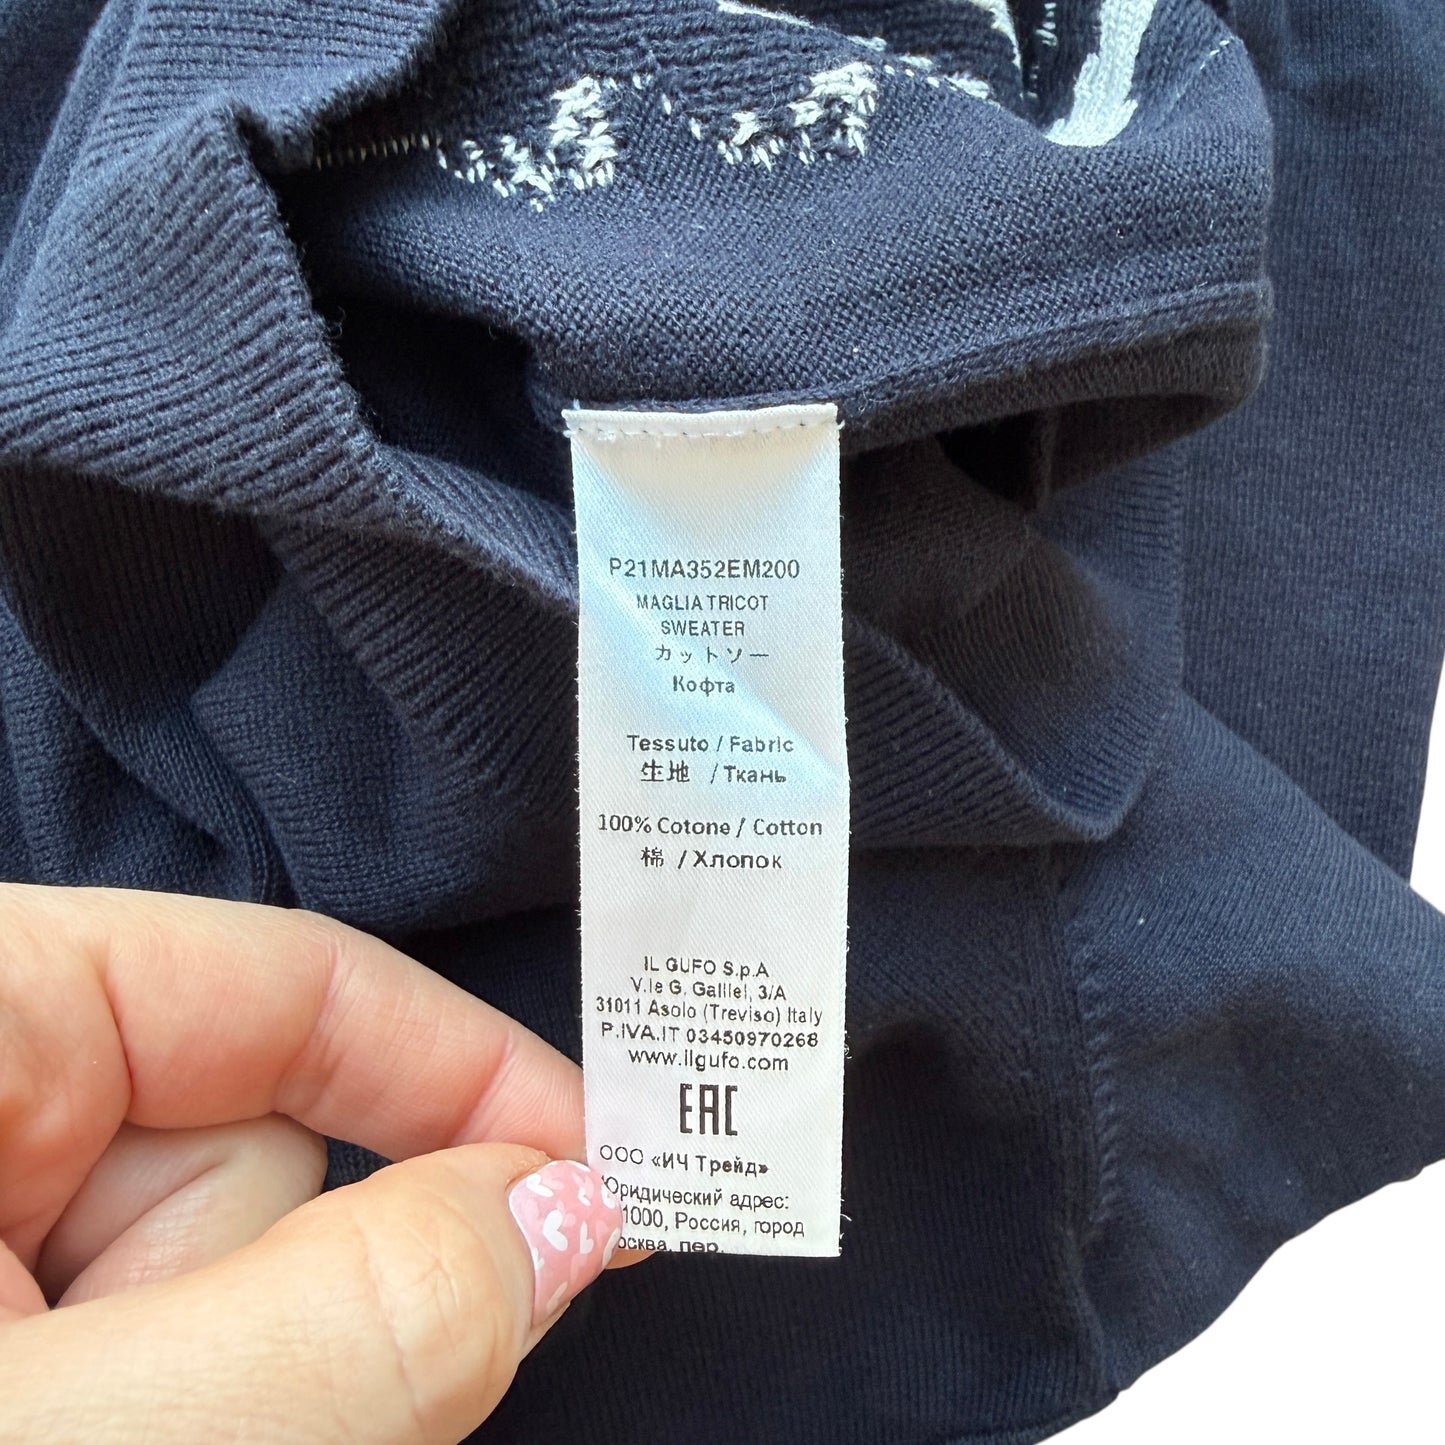 P21MA352EM200
MAGLIA TRICOT
SWEATER
カットソー
Кофта
Tessuto / Fabric
生地 / Ткань
100% Cotone / Cotton
棉 / Хлопок
IL GUFO S.p.A
V.le G. Galilei, 3/A
31011 Asolo (Treviso) Italy
P.IVA.IT 03450970268
www.ilgufo.com
EAC
ООО «ИЧ Трейд»
Юридический адрес:
1000, Россия, город
осква, пер.